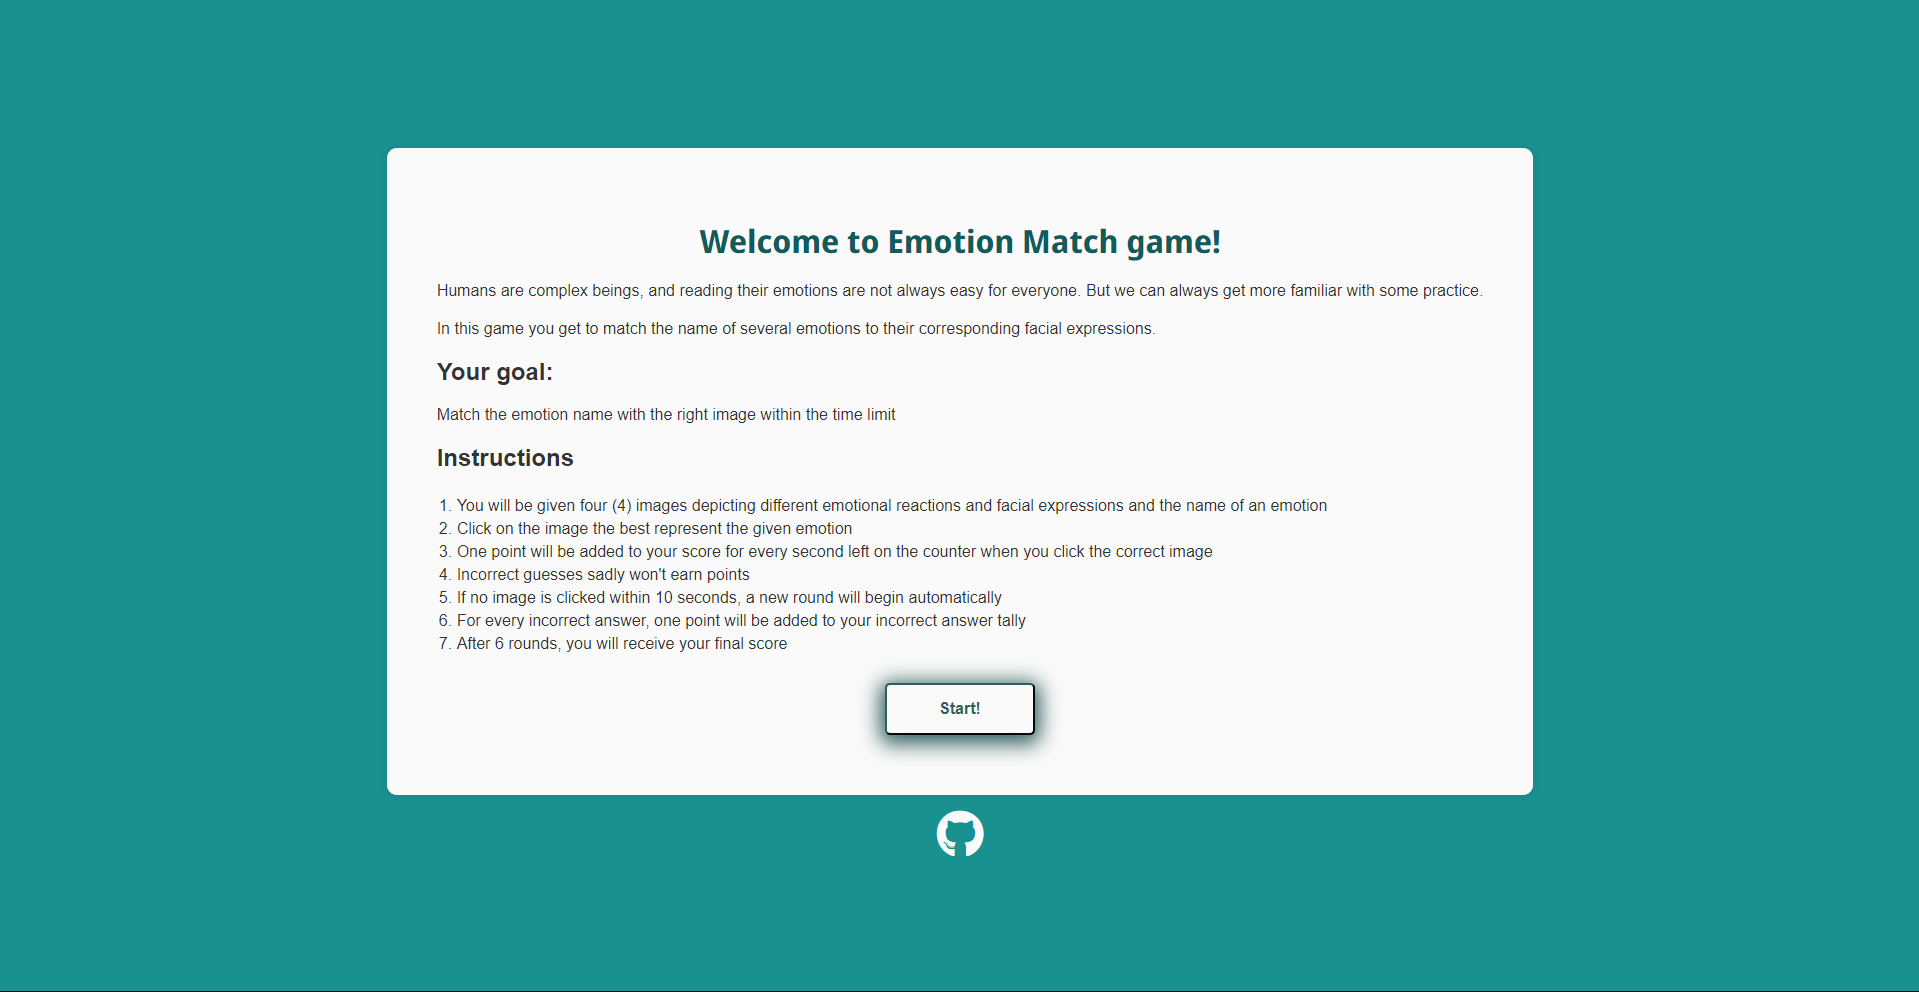 Welcome to Emotion Match game!
Humans are complex beings, and reading their emotions are not always easy for everyone. But we can always get more familiar with some practice.
In this game you get to match the name of several emotions to their corresponding facial expressions.
Your goal:
Match the emotion name with the right image within the time limit
Instructions
1. You will be given four (4) images depicting different emotional reactions and facial expressions and the name of an emotion
2. Click on the image the best represent the given emotion
3. One point will be added to your score for every second left on the counter when you click the correct image
4. Incorrect guesses sadly won't earn points
5. If no image is clicked within 10 seconds, a new round will begin automatically
6. For every incorrect answer, one point will be added to your incorrect answer tally
7. After 6 rounds, you will receive your final score
Start!